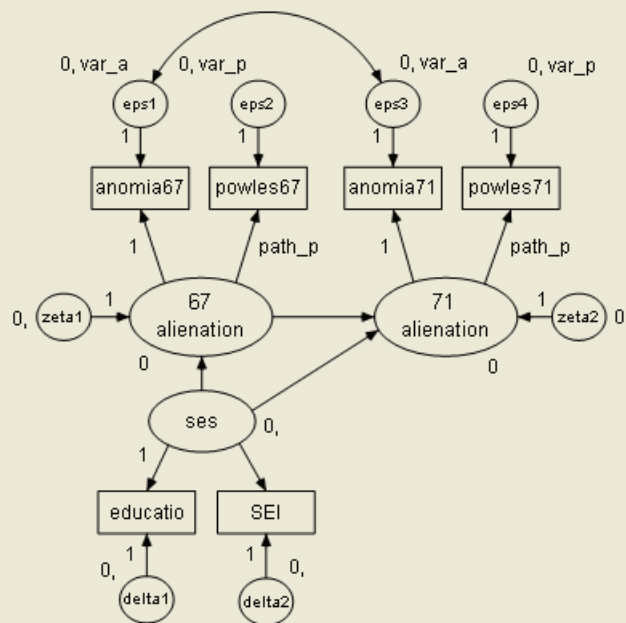 0, var_a 0, var_p 0, var_a 0, var_p
eps1 eps2 eps3 eps4
1 1 1 1
anomia67 powles67 anomia71 powles71
1 path_p 1 path_p
67 71
alienation alienation
0, zeta1 1 1 zeta2 0
0 0
ses 0,
1
educatio SEI
1 1
0, 0,
delta1 delta2